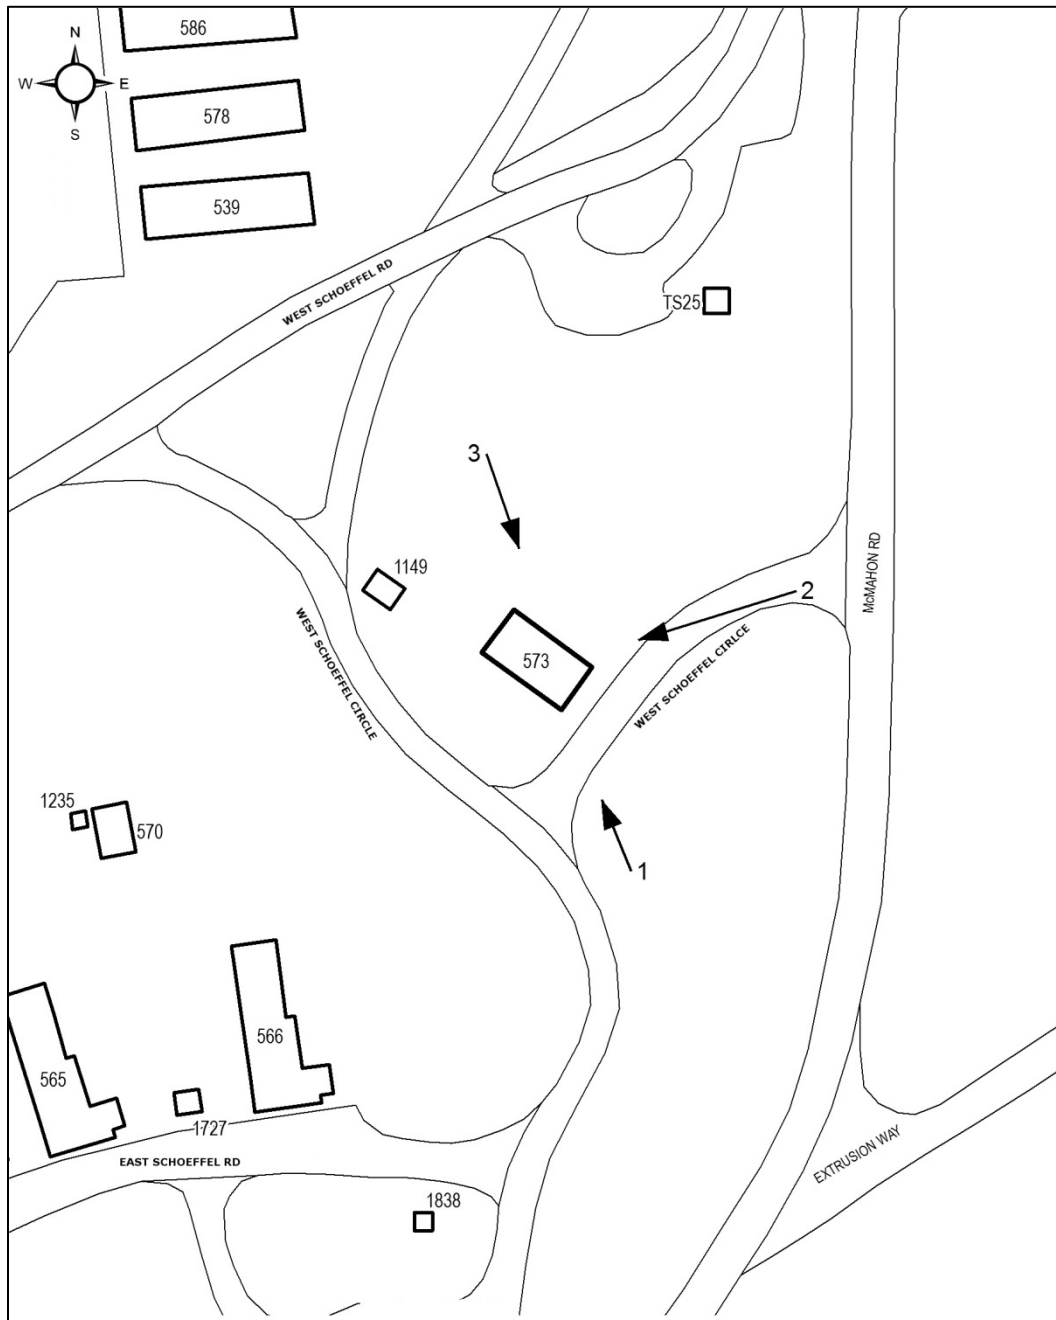 586
N
W E
S
578
539
WEST SCHOEFFEL RD
TS25
3
1149
McMAHON RD
2
WEST SCHOEFFEL CIRCLE
573
WEST SCHOEFFEL CIRLCE
1235
570
1
566
565
1727
EAST SCHOEFFEL RD
EXTRUSION WAY
1838